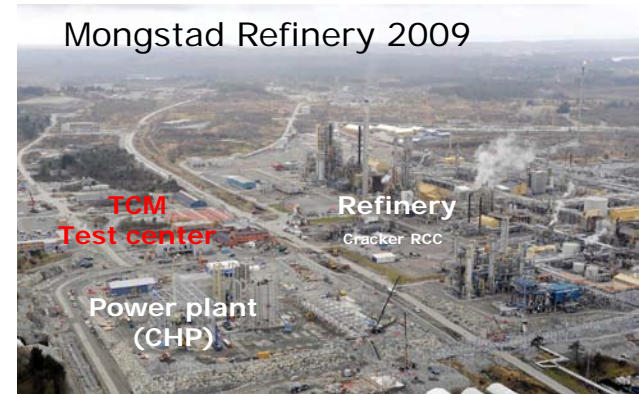 Mongstad Refinery 2009
TCM
Test center
Refinery
Cracker RCC
Power plant
(CHP)